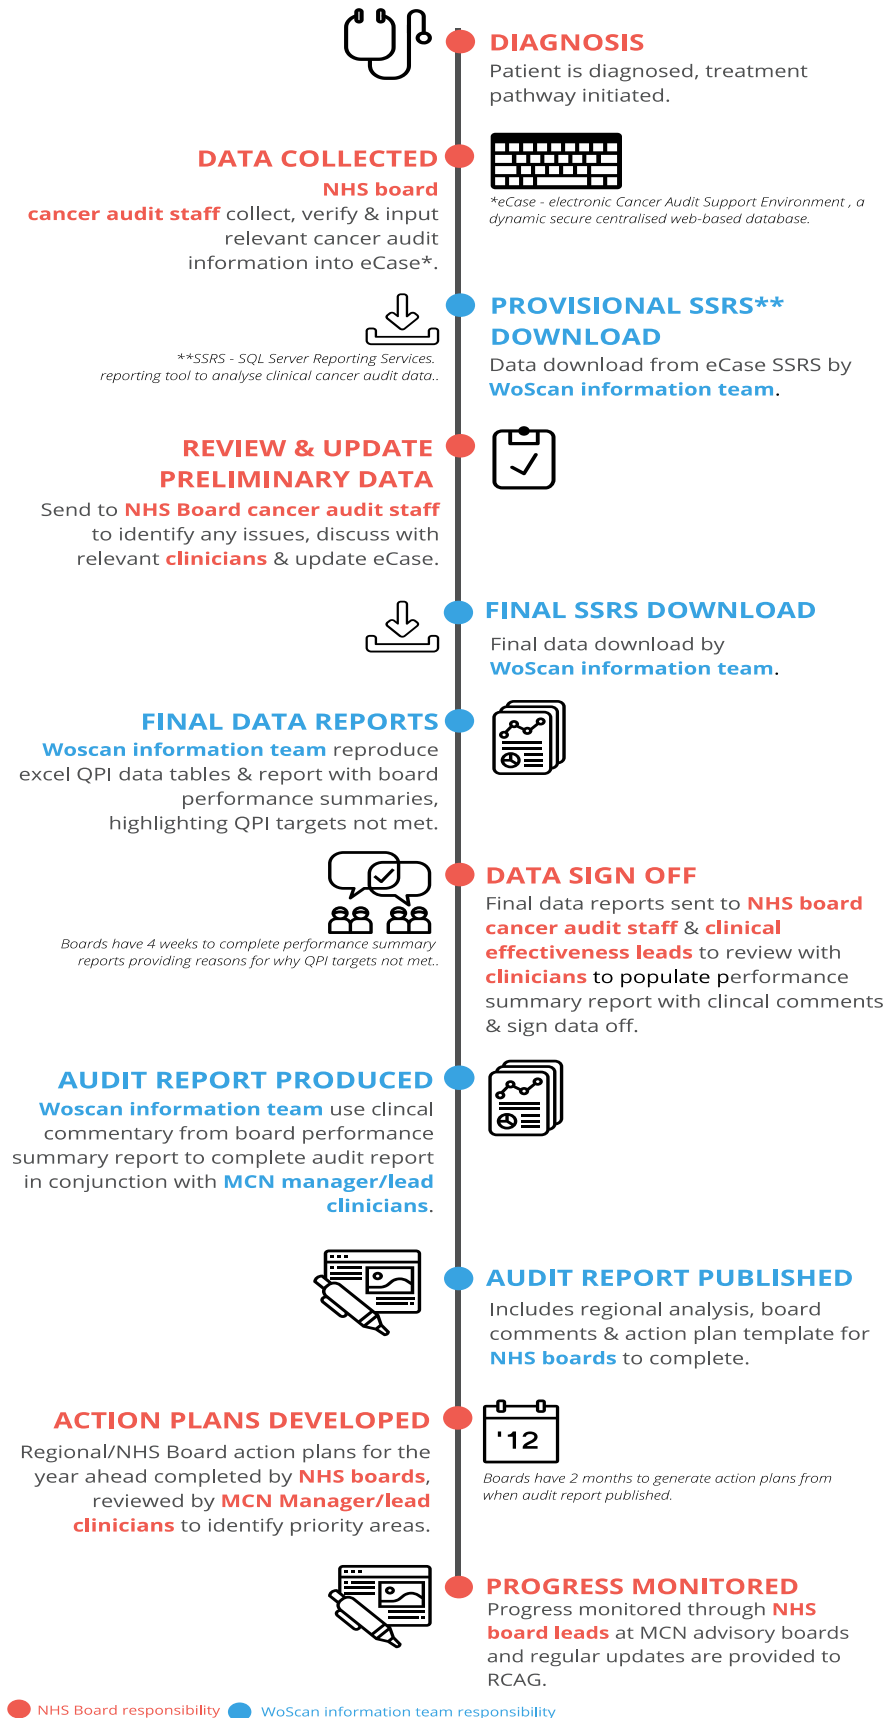 DIAGNOSIS
Patient is diagnosed, treatment
pathway initiated.
DATA COLLECTED
NHS board
cancer audit staff collect, verify & input
relevant cancer audit
information into eCase*.
*eCase - electronic Cancer Audit Support Environment , a
dynamic secure centralised web-based database.
PROVISIONAL SSRS**
DOWNLOAD
Data download from eCase SSRS by
WoScan information team.
**SSRS - SQL Server Reporting Services.
reporting tool to analyse clinical cancer audit data..
REVIEW & UPDATE
PRELIMINARY DATA
Send to NHS Board cancer audit staff
to identify any issues, discuss with
relevant clinicians & update eCase.
FINAL SSRS DOWNLOAD
Final data download by
WoScan information team.
FINAL DATA REPORTS
Woscan information team reproduce
excel QPI data tables & report with board
performance summaries,
highlighting QPI targets not met.
DATA SIGN OFF
Final data reports sent to NHS board
cancer audit staff & clinical
effectiveness leads to review with
clinicians to populate performance
summary report with clincal comments
& sign data off.
Boards have 4 weeks to complete performance summary
reports providing reasons for why QPI targets not met..
AUDIT REPORT PRODUCED
Woscan information team use clincal
commentary from board performance
summary report to complete audit report
in conjunction with MCN manager/lead
clinicians.
AUDIT REPORT PUBLISHED
Includes regional analysis, board
comments & action plan template for
NHS boards to complete.
ACTION PLANS DEVELOPED
Regional/NHS Board action plans for the
year ahead completed by NHS boards,
reviewed by MCN Manager/lead
clinicians to identify priority areas.
'12
Boards have 2 months to generate action plans from
when audit report published.
PROGRESS MONITORED
Progress monitored through NHS
board leads at MCN advisory boards
and regular updates are provided to
RCAG.
NHS Board responsibility
WoScan information team responsibility